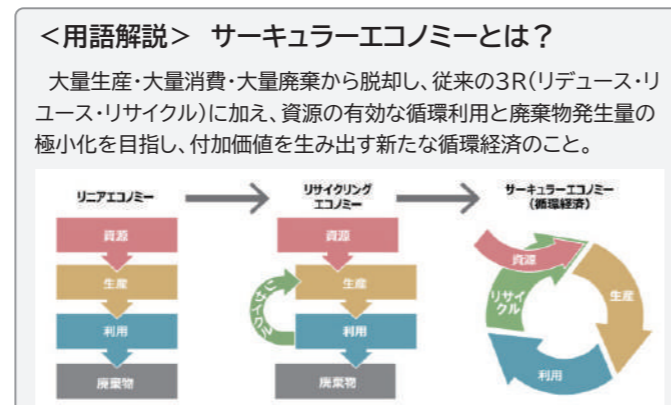 ＜用語解説＞ サーキュラーエコノミーとは？
大量生産・大量消費・大量廃棄から脱却し、従来の3R（リデュース・リ
ユース・リサイクル）に加え、資源の有効な循環利用と廃棄物発生量の
極小化を目指し、付加価値を生み出す新たな循環経済のこと。
リニアエコノミー
資源
生産
利用
廃棄物
リサイクリング
エコノミー
資源
生産
リサイクル
利用
廃棄物
サーキュラーエコノミー
（循環経済）
資源
生産
リサイ
クル
利用